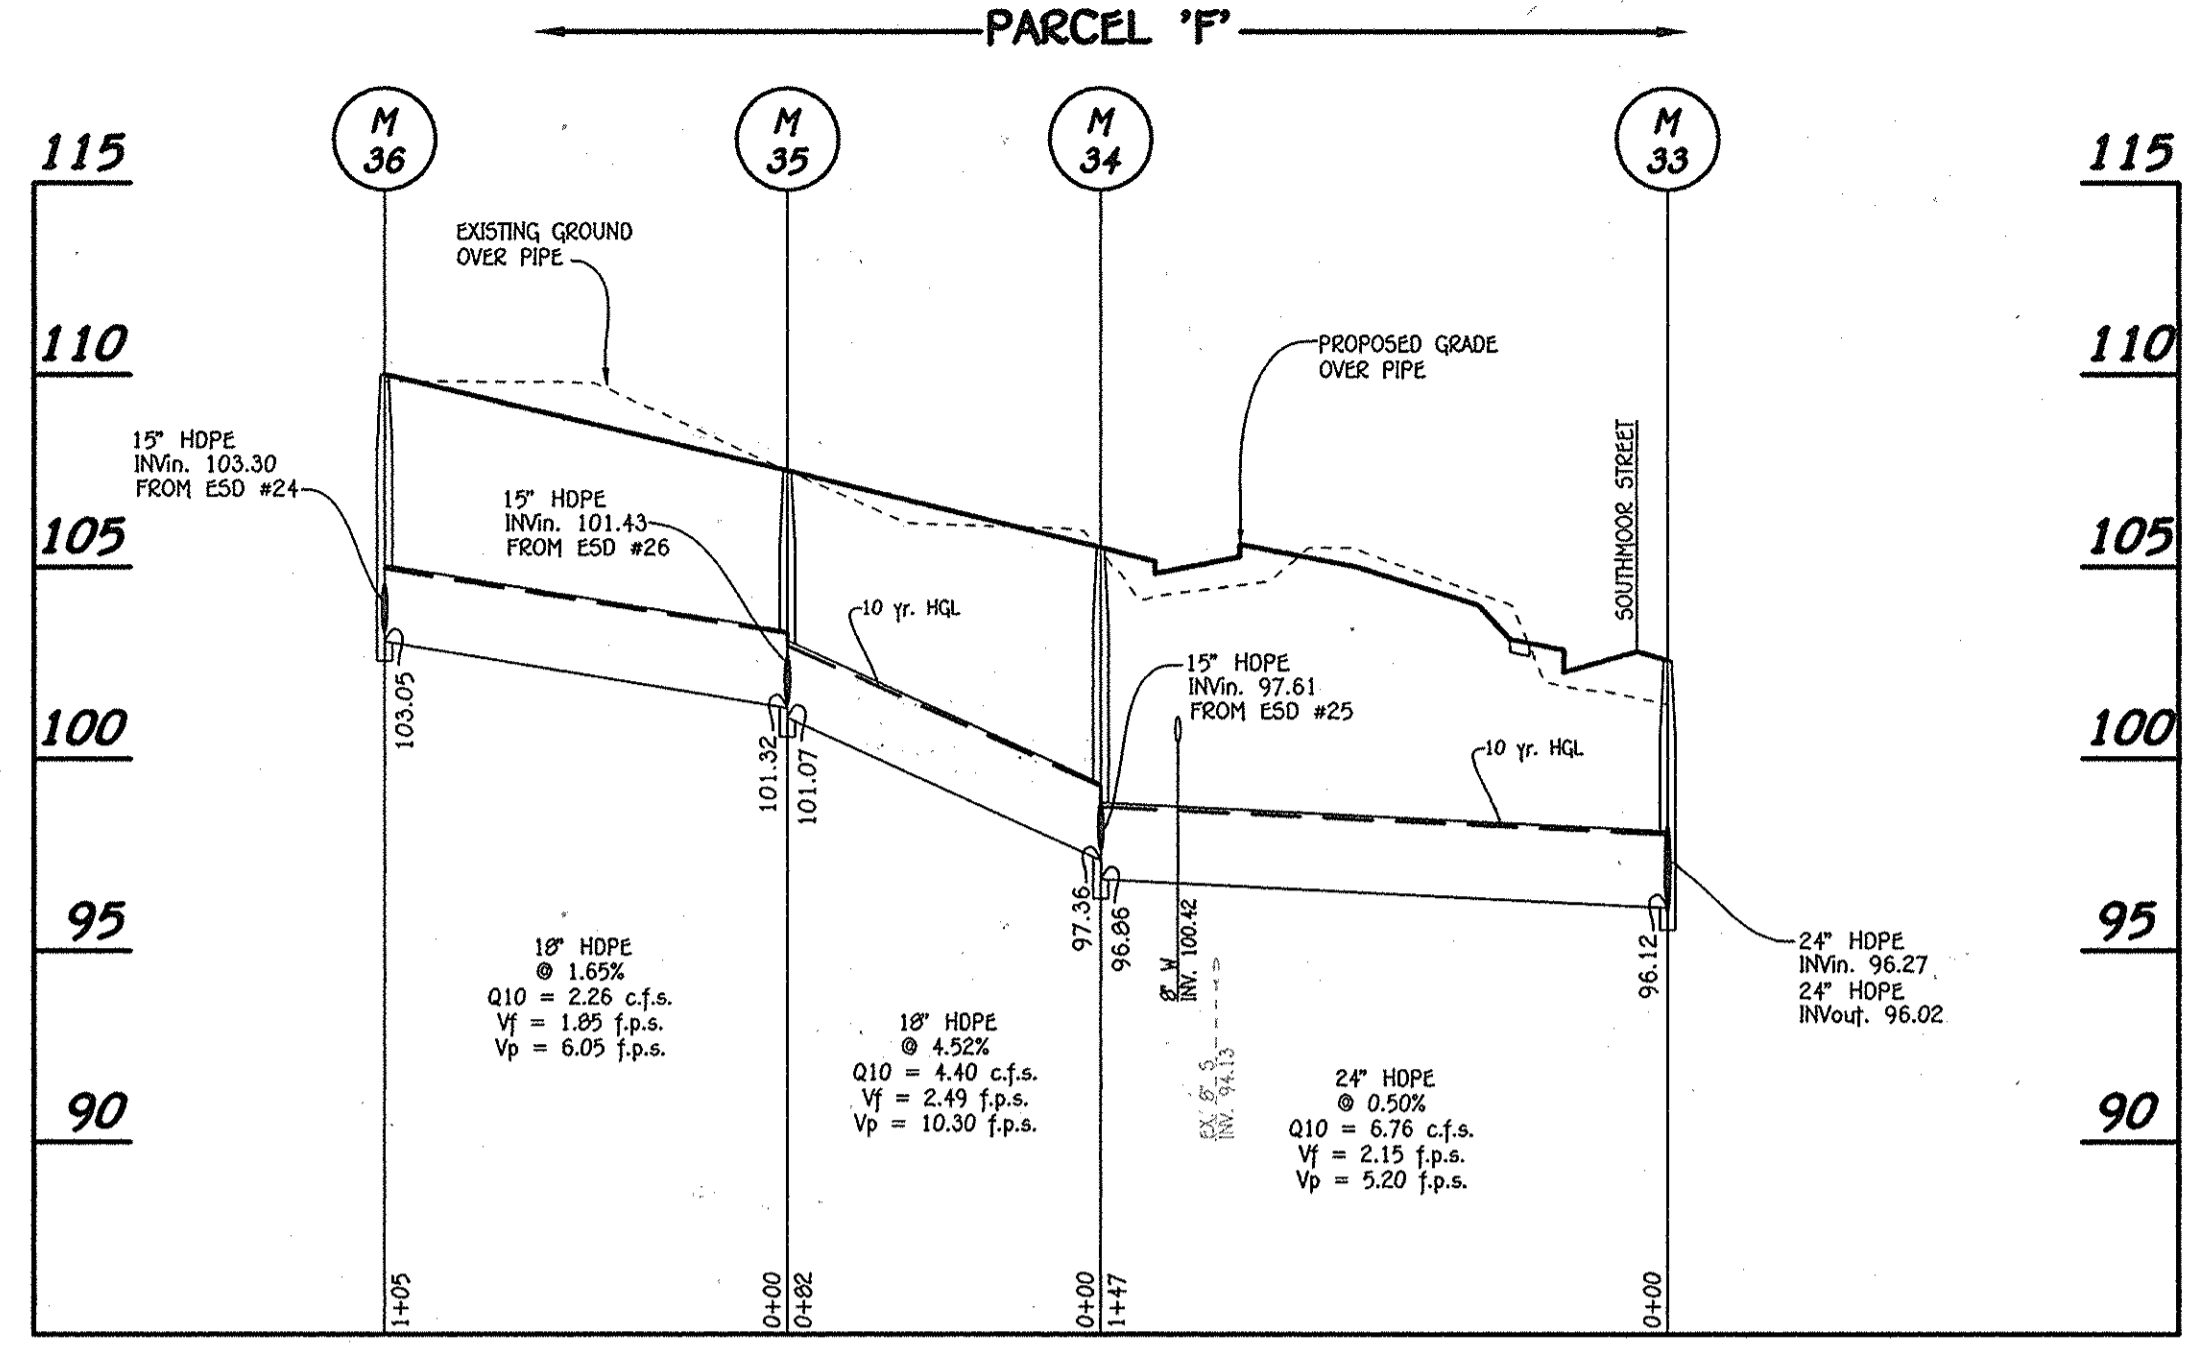 PARCEL 'F'
M
36
M
35
M
34
M
33
115
115
EXISTING GROUND
OVER PIPE
110
110
PROPOSED GRADE
OVER PIPE
15" HDPE
INVin. 103.30
FROM ESD #24
15" HDPE
INVin. 101.43
FROM ESD #26
SOUTHMOOR STREET
105
105
10 yr. HGL
15" HDPE
INVin. 97.61
FROM ESD #25
103.05
101.32
101.07
100
100
10 yr. HGL
97.36
96.86
8" W
INV. 100.42
96.12
95
95
24" HDPE
INVin. 96.27
24" HDPE
INVout. 96.02
18" HDPE
@ 1.65%
Q10 = 2.26 c.f.s.
Vf = 1.85 f.p.s.
Vp = 6.05 f.p.s.
18" HDPE
@ 4.52%
Q10 = 4.40 c.f.s.
Vf = 2.49 f.p.s.
Vp = 10.30 f.p.s.
EX. 8" S
INV. 94.13
24" HDPE
@ 0.50%
Q10 = 6.76 c.f.s.
Vf = 2.15 f.p.s.
Vp = 5.20 f.p.s.
90
90
1+05
0+00
0+82
0+00
1+47
0+00